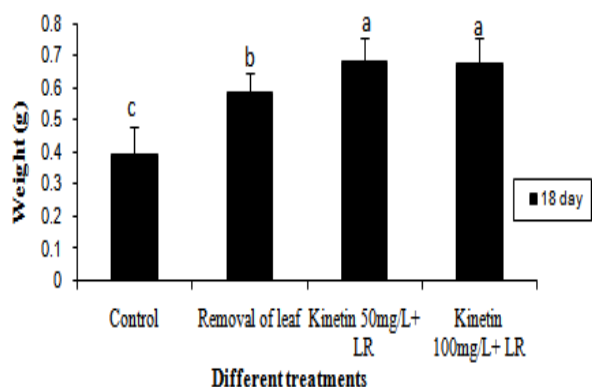 0.8
0.7
0.6
0.5
0.4
0.3
0.2
0.1
0
Weight (g)
c
b
a
a
18 day
Control
Removal of leaf
Kinetin 50mg/L+
LR
Kinetin
100mg/L+ LR
Different treatments